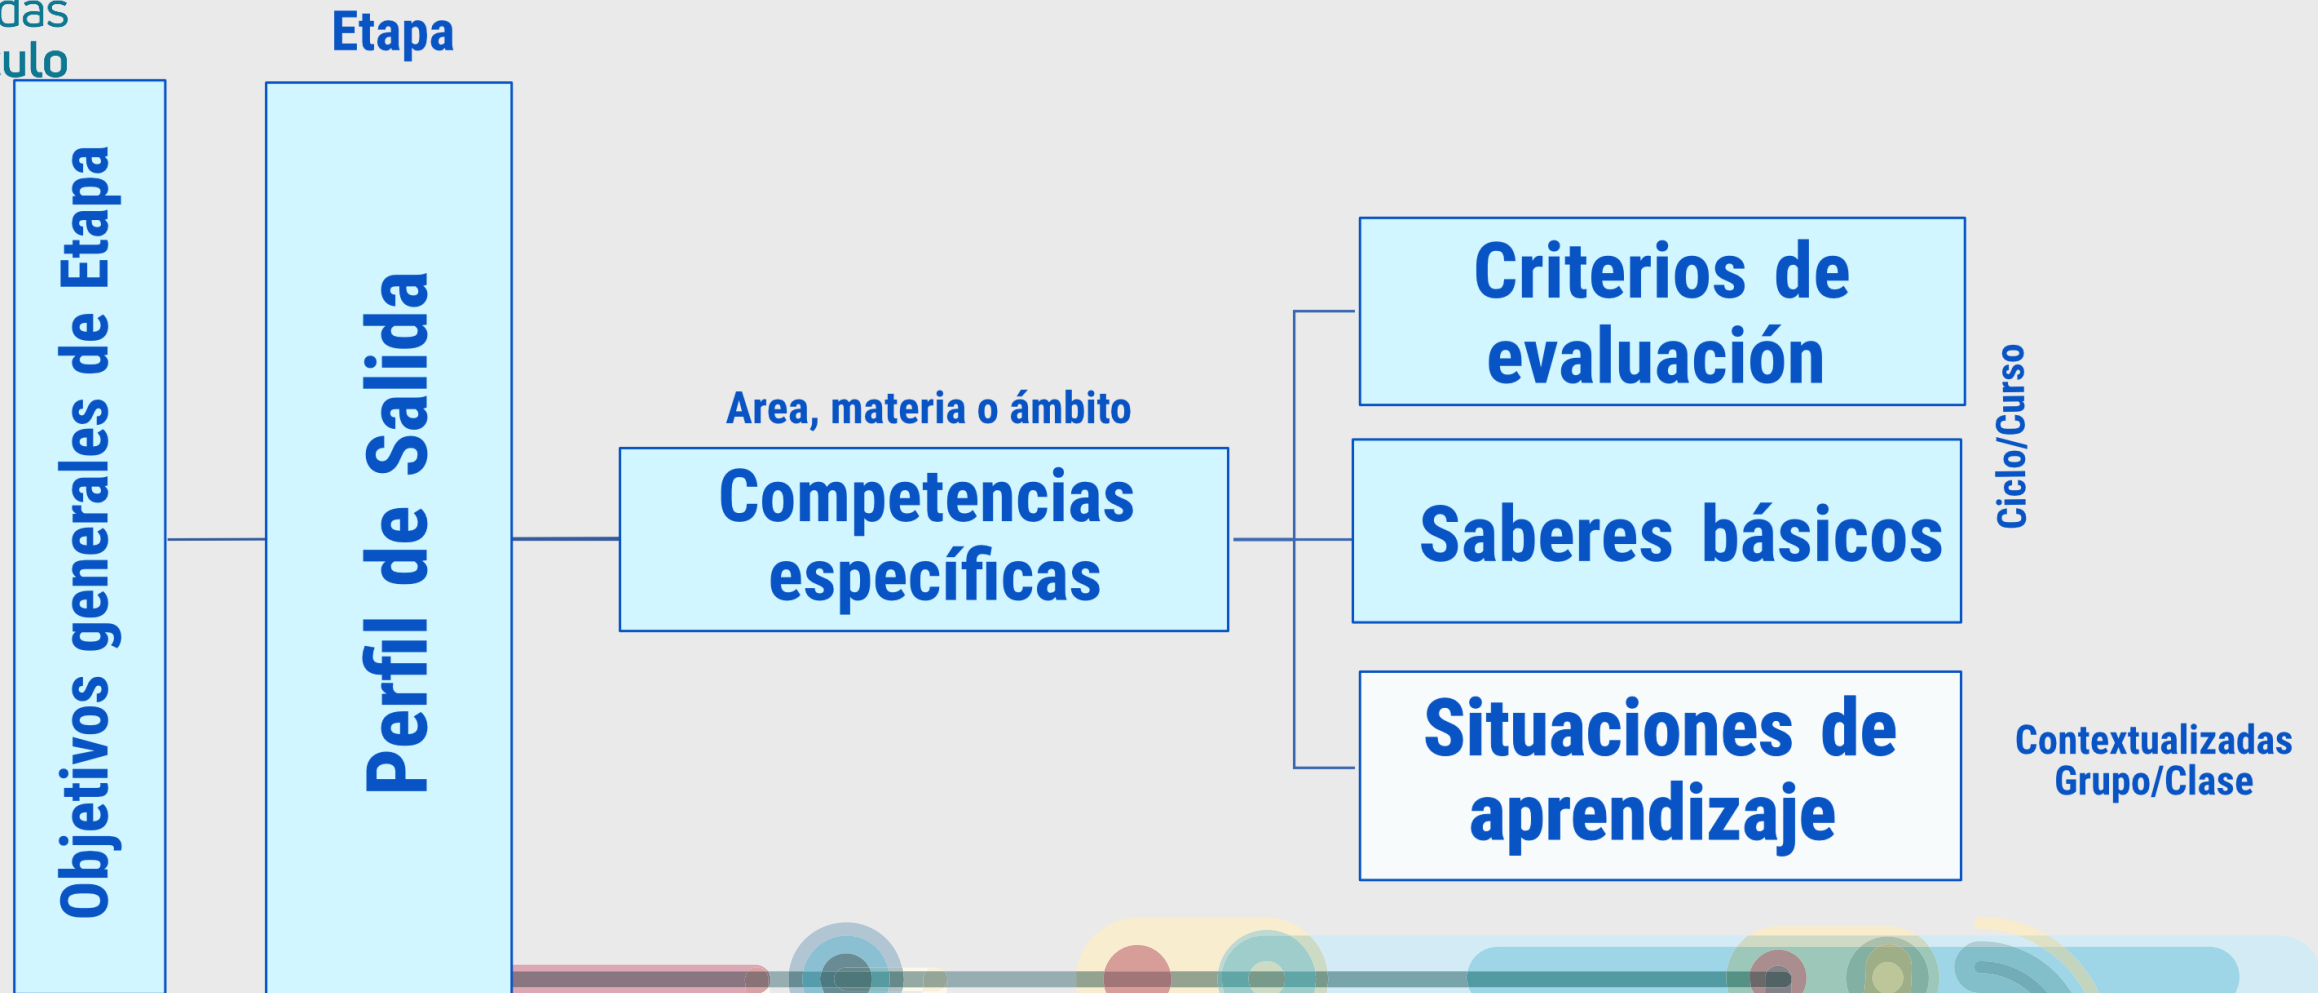 das
ulo
Etapa
Objetivos generales de Etapa
Perfil de Salida
Area, materia o ámbito
Competencias
específicas
Criterios de
evaluación
Saberes básicos
Ciclo/Curso
Situaciones de
aprendizaje
Contextualizadas
Grupo/Clase